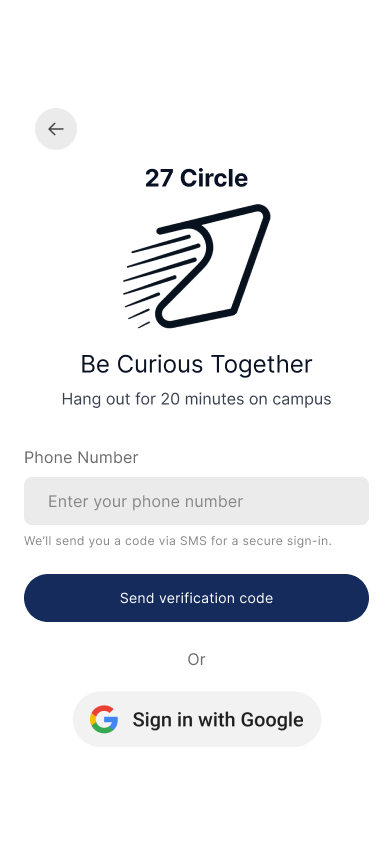 27 Circle
Be Curious Together
Hang out for 20 minutes on campus
Phone Number
Enter your phone number
We'll send you a code via SMS for a secure sign-in.
Send verification code
Or
Sign in with Google